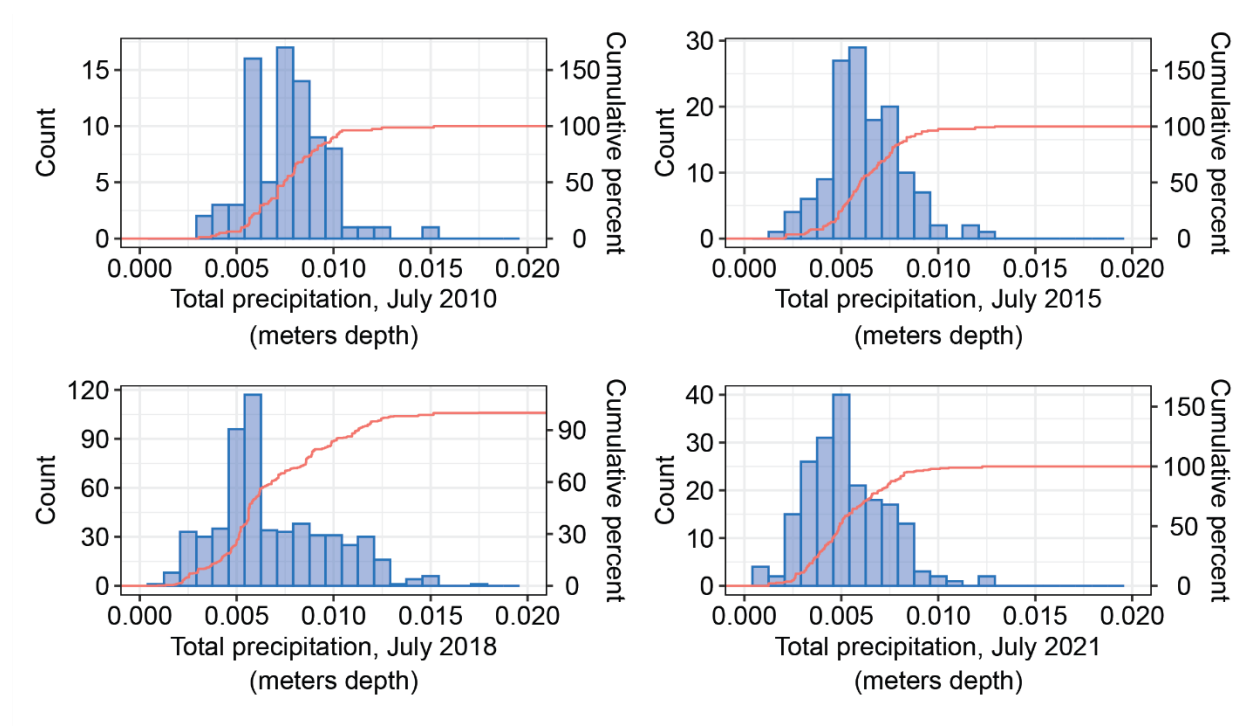 Count
15
10
5
0
150
100
50
0
Cumulative percent
0.000 0.005 0.010 0.015 0.020
Total precipitation, July 2010
(meters depth)
Count
30
20
10
0
150
100
50
0
Cumulative percent
0.000 0.005 0.010 0.015 0.020
Total precipitation, July 2015
(meters depth)
Count
120
90
60
30
0
90
60
30
0
Cumulative percent
0.000 0.005 0.010 0.015 0.020
Total precipitation, July 2018
(meters depth)
Count
40
30
20
10
0
150
100
50
0
Cumulative percent
0.000 0.005 0.010 0.015 0.020
Total precipitation, July 2021
(meters depth)